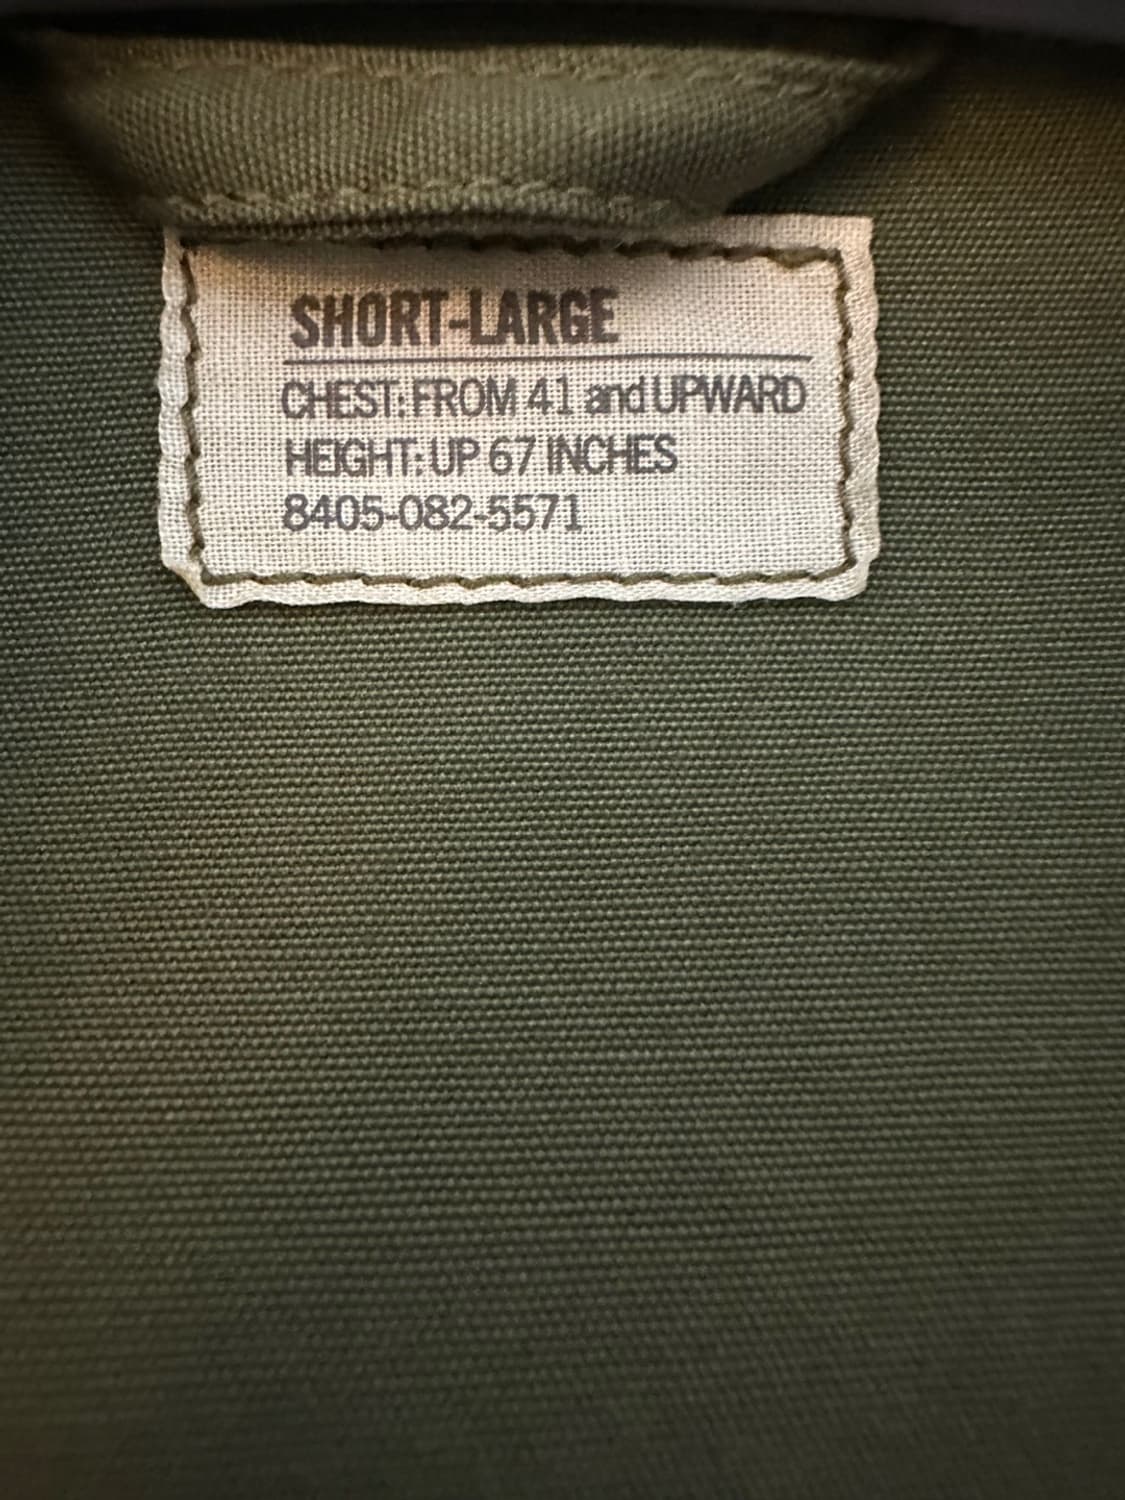 SHORT-LARGE
CHEST: FROM 41 and UPWARD
HEIGHT: UP 67 INCHES
8405-082-5571